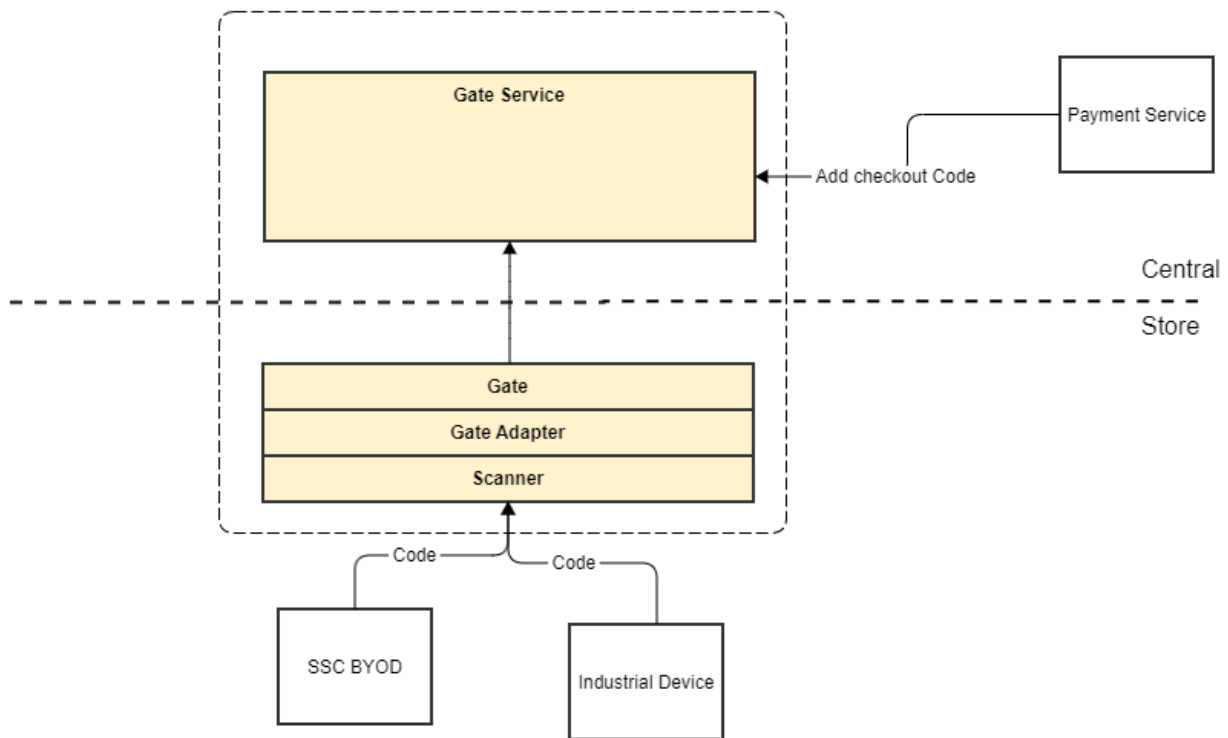 Gate Service
Payment Service
Add checkout Code
Central
Store
Gate
Gate Adapter
Scanner
Code
Code
SSC BYOD
Industrial Device